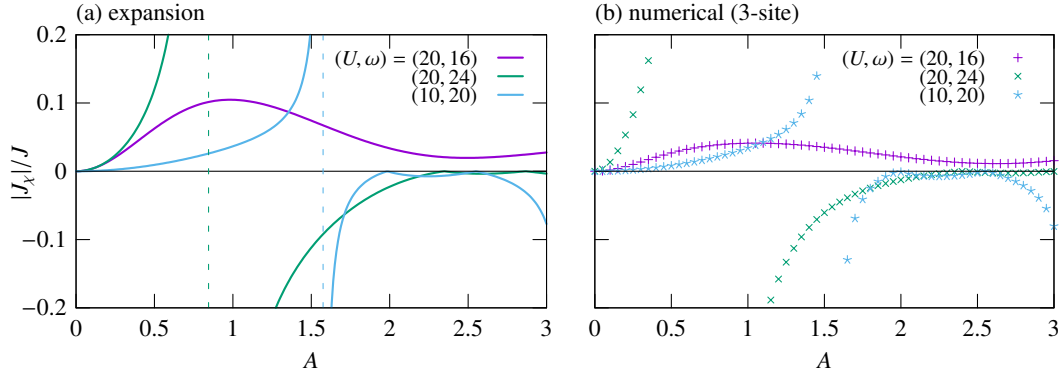 (a) expansion
(b) numerical (3-site)
0.2
0.1
0
−0.1
−0.2
|Jχ|/J
(U, ω) = (20, 16)
(20, 24)
(10, 20)
(U, ω) = (20, 16)
(20, 24)
(10, 20)
0 0.5 1 1.5 2 2.5 3
0 0.5 1 1.5 2 2.5 3
A
A